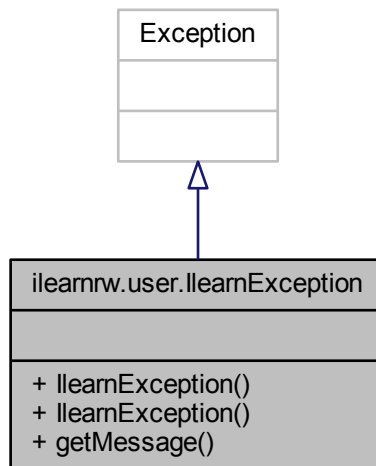 Exception
ilearnrw.user.IlearnException
+ IlearnException()
+ IlearnException()
+ getMessage()